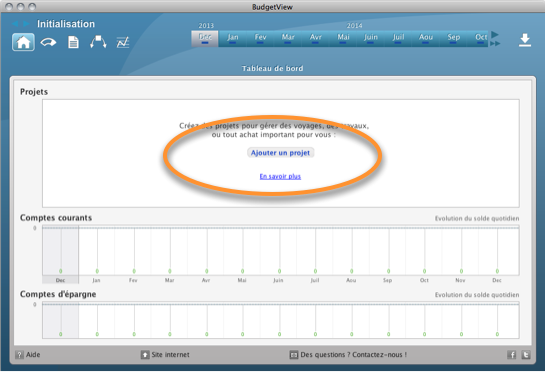 BudgetView
Initialisation
2013 2014
Dec Jan Fev Mar Avr Mai Juin Juil Aou Sep Oct
Tableau de bord
Projets
Créez des projets pour gérer des voyages, des travaux,
ou tout achat important pour vous :
Ajouter un projet
En savoir plus
Comptes courants Evolution du solde quotidien
0
0 0 0 0 0 0 0 0 0 0 0 0 0
Dec Jan Fev Mar Avr Mai Juin Juil Aou Sep Oct Nov Dec
Comptes d'épargne Evolution du solde quotidien
0
0 0 0 0 0 0 0 0 0 0 0 0 0
? Aide Site internet Des questions ? Contactez-nous ! f t